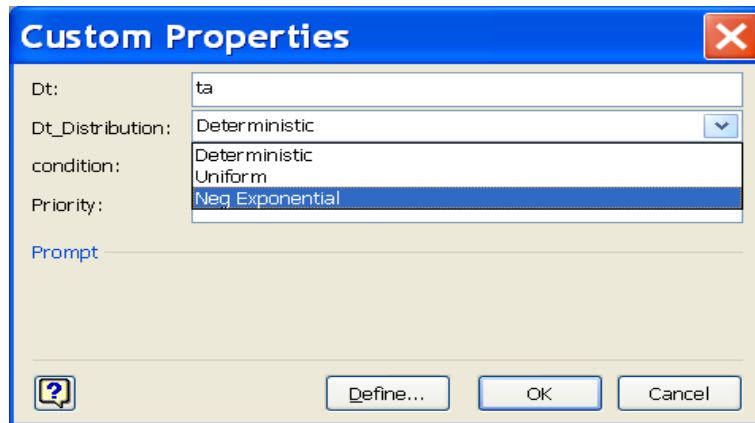 Custom Properties
Dt: ta
Dt_Distribution: Deterministic
condition: Deterministic
Uniform
Priority: Neg Exponential
Prompt
Define... OK Cancel